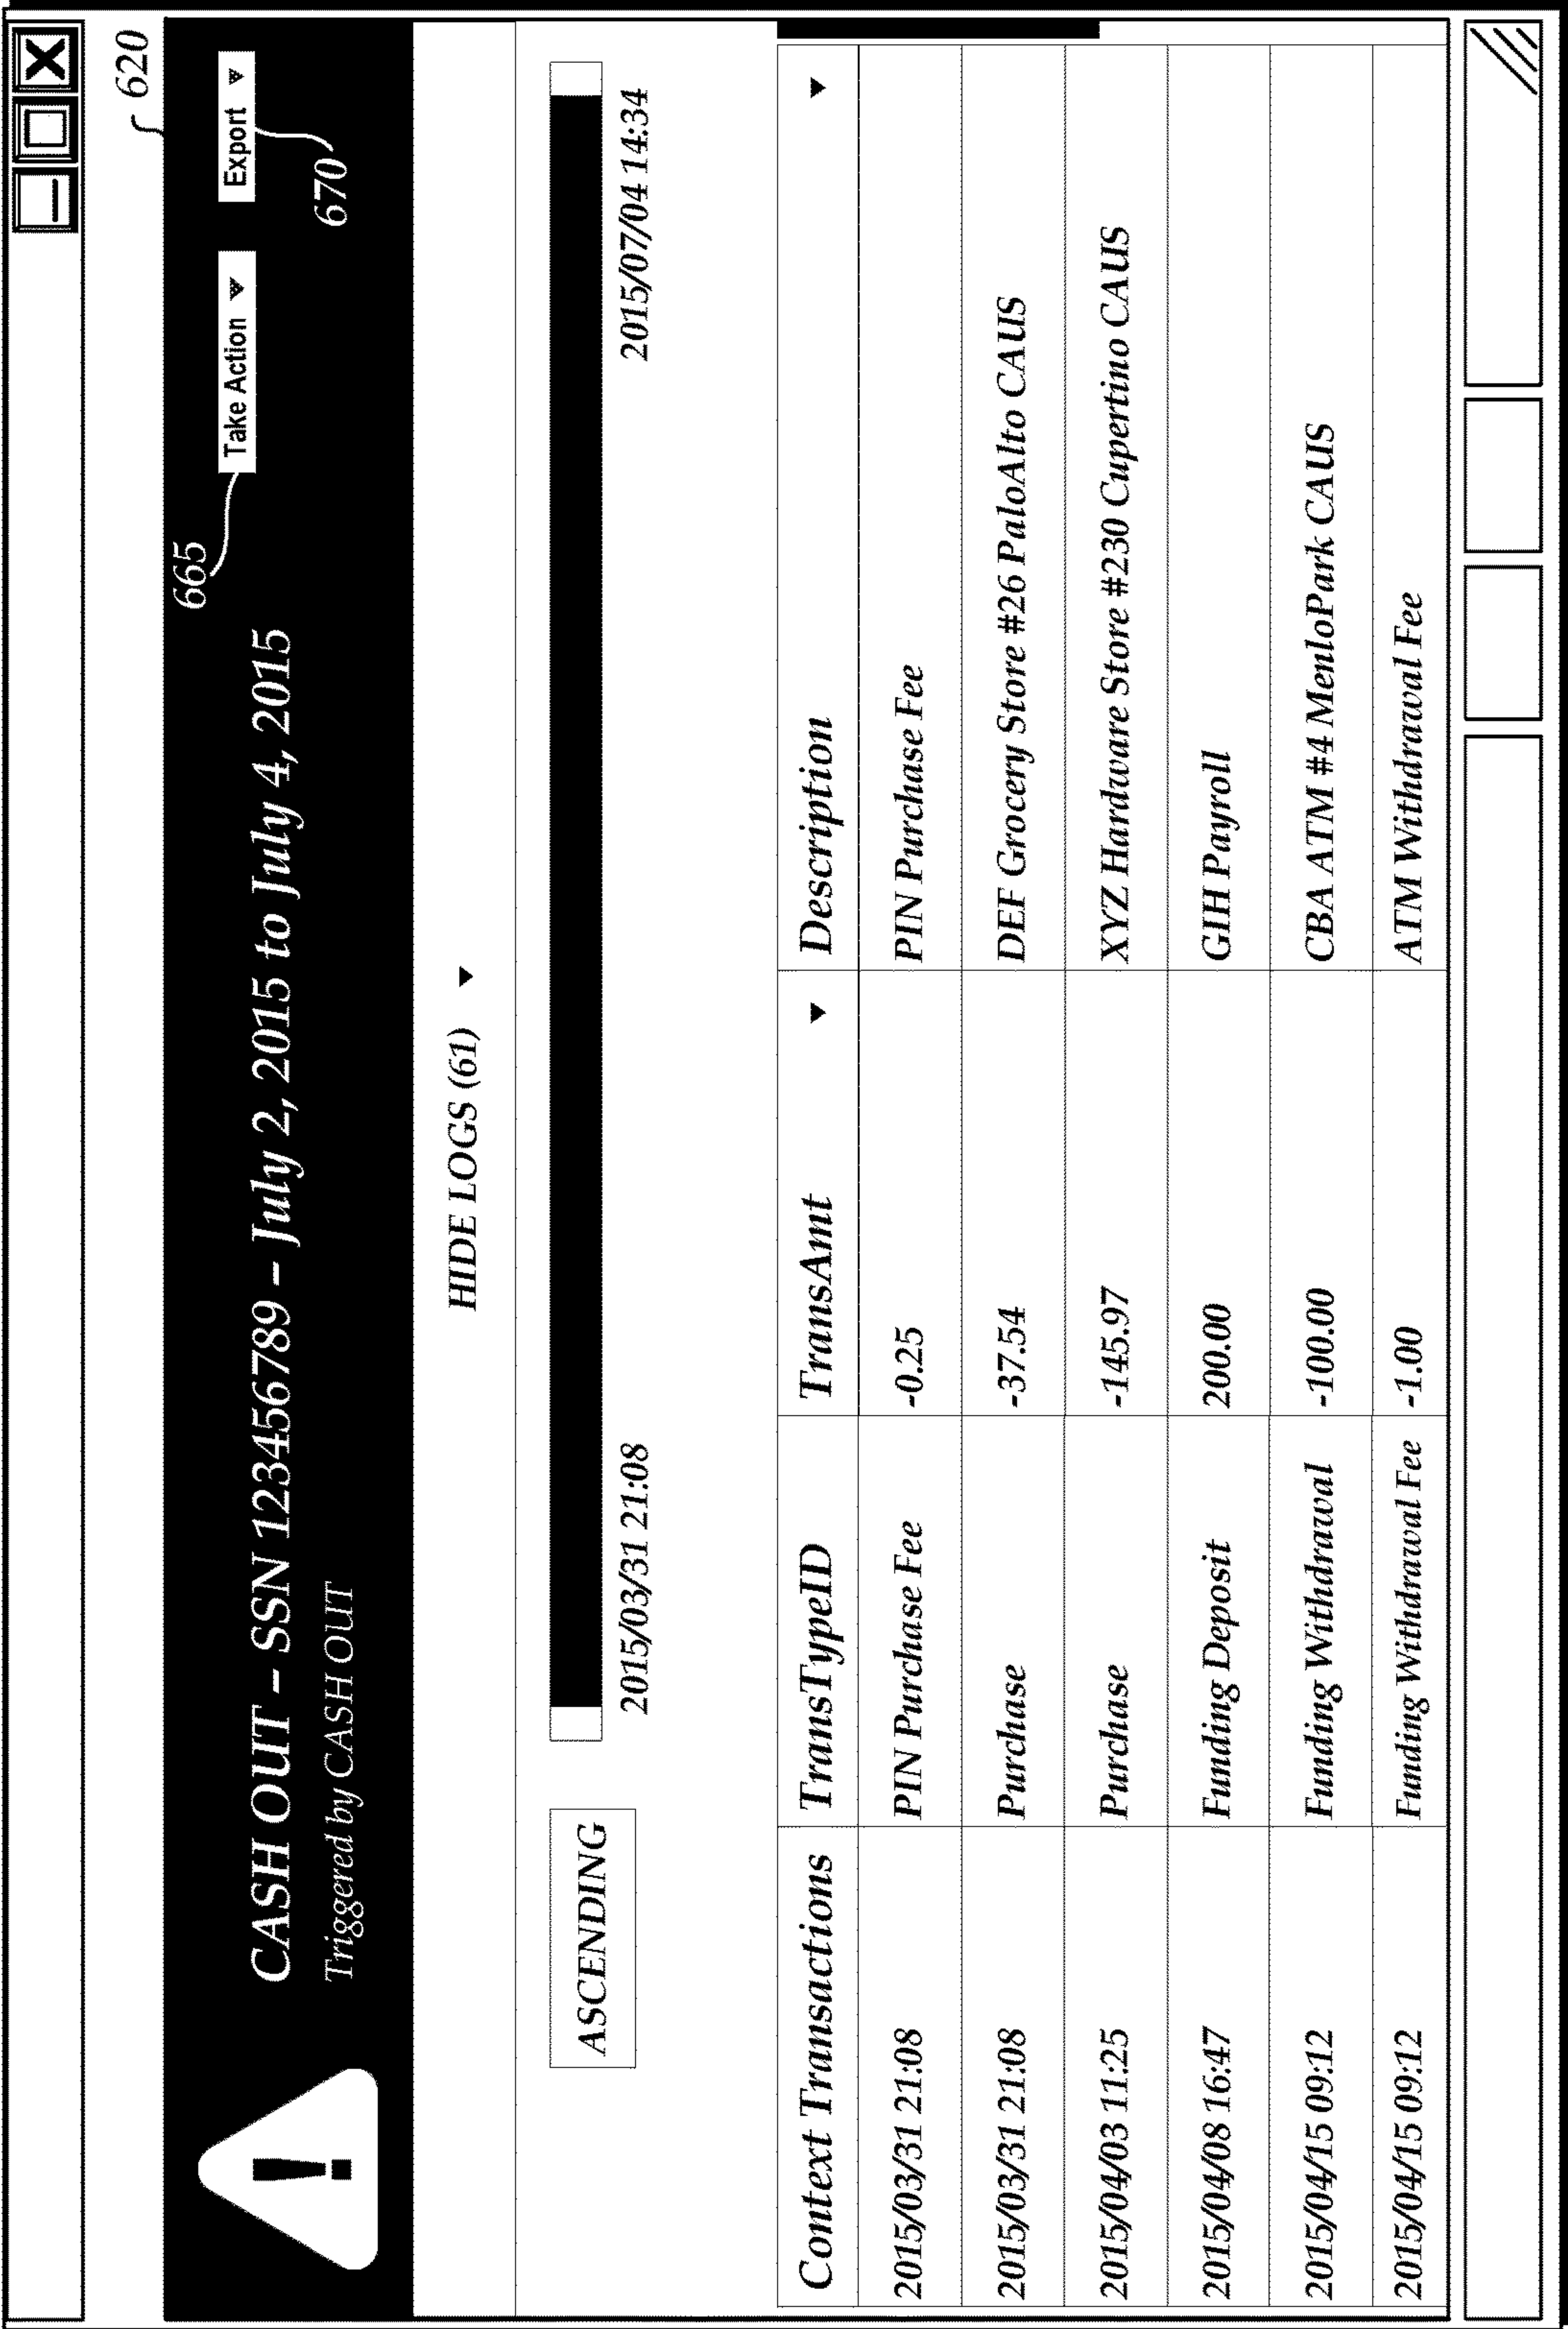 620
665
Take Action
Export
670
CASH OUT – SSN 123456789 – July 2, 2015 to July 4, 2015
Triggered by CASH OUT
HIDE LOGS (61)
ASCENDING
2015/03/31 21:08
2015/07/04 14:34
Context Transactions TransTypeID TransAmt Description
2015/03/31 21:08 PIN Purchase Fee -0.25 PIN Purchase Fee
2015/03/31 21:08 Purchase -37.54 DEF Grocery Store #26 PaloAlto CAUS
2015/04/03 11:25 Purchase -145.97 XYZ Hardware Store #230 Cupertino CAUS
2015/04/08 16:47 Funding Deposit 200.00 GIH Payroll
2015/04/15 09:12 Funding Withdrawal -100.00 CBA ATM #4 MenloPark CAUS
2015/04/15 09:12 Funding Withdrawal Fee -1.00 ATM Withdrawal Fee